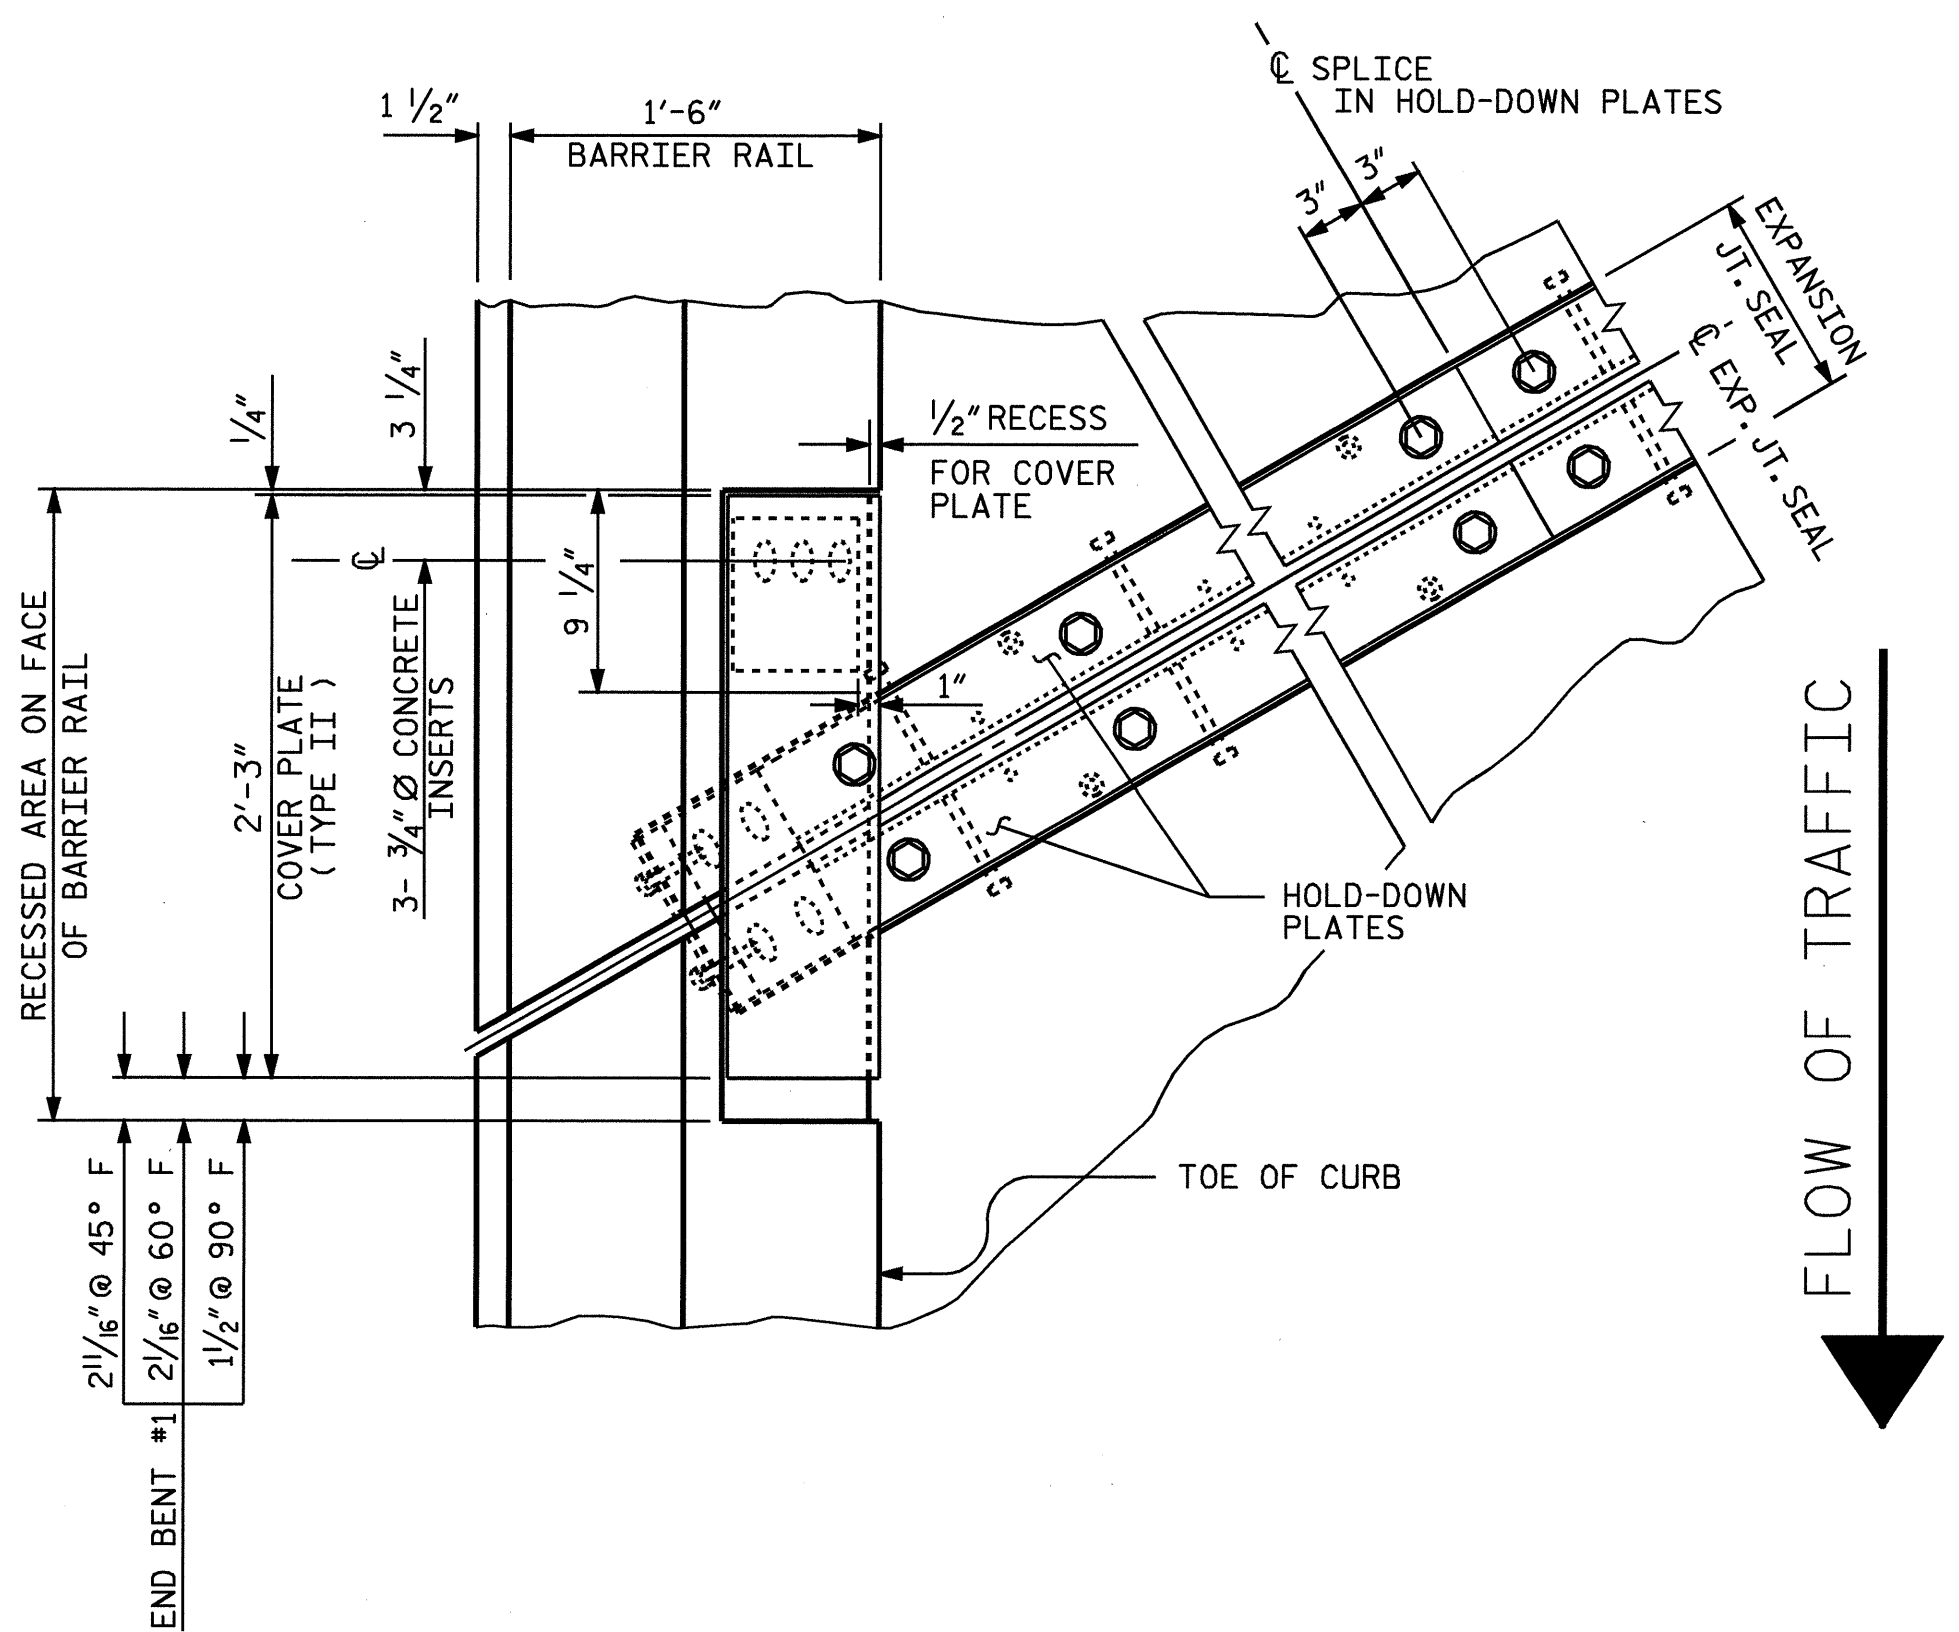 ℄ SPLICE
IN HOLD-DOWN PLATES
1 1/2"
1'-6"
BARRIER RAIL
3"
3"
EXPANSION
JT. SEAL
℄ EXP. JT. SEAL
1/4"
3 1/4"
1/2" RECESS
FOR COVER
PLATE
℄
9 1/4"
1"
RECESSED AREA ON FACE
OF BARRIER RAIL
2'-3"
COVER PLATE
(TYPE II)
3- 3/4" Ø CONCRETE
INSERTS
HOLD-DOWN
PLATES
TOE OF CURB
2 11/16" @ 45° F
2 1/16" @ 60° F
1 1/2" @ 90° F
END BENT #1
FLOW OF TRAFFIC